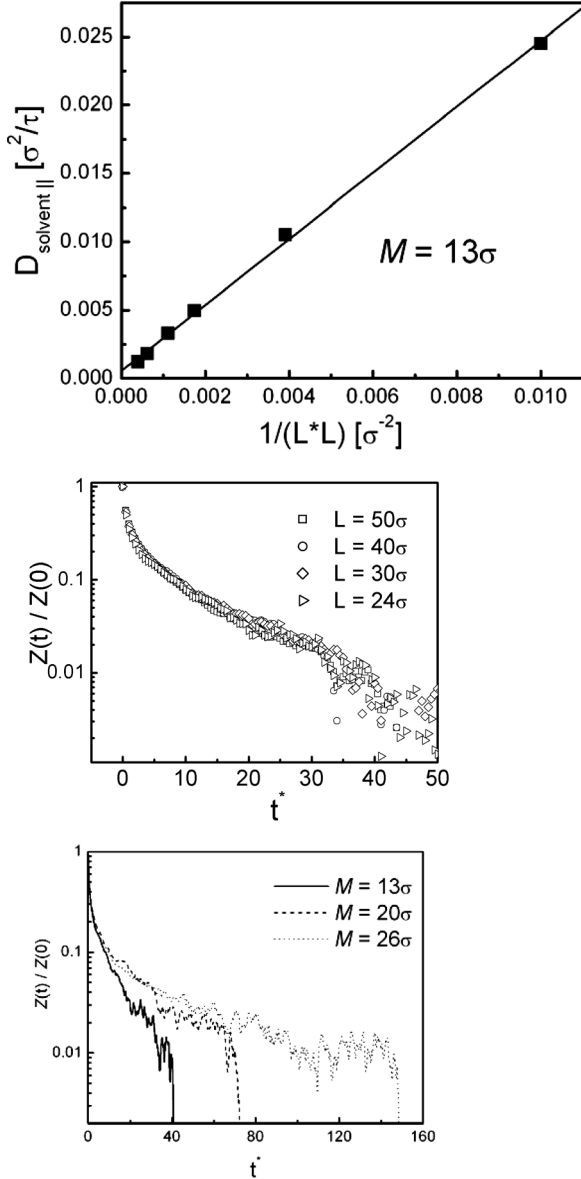 0.025
0.020
0.015
0.010
0.005
0.000
D solvent || [σ²/τ]
M = 13σ
0.000 0.002 0.004 0.006 0.008 0.010
1/(L*L) [σ⁻²]
1
0.1
0.01
Z(t) / Z(0)
L = 50σ
L = 40σ
L = 30σ
L = 24σ
0 10 20 30 40 50
t*
1
0.1
0.01
Z(t) / Z(0)
M = 13σ
M = 20σ
M = 26σ
0 40 80 120 160
t*